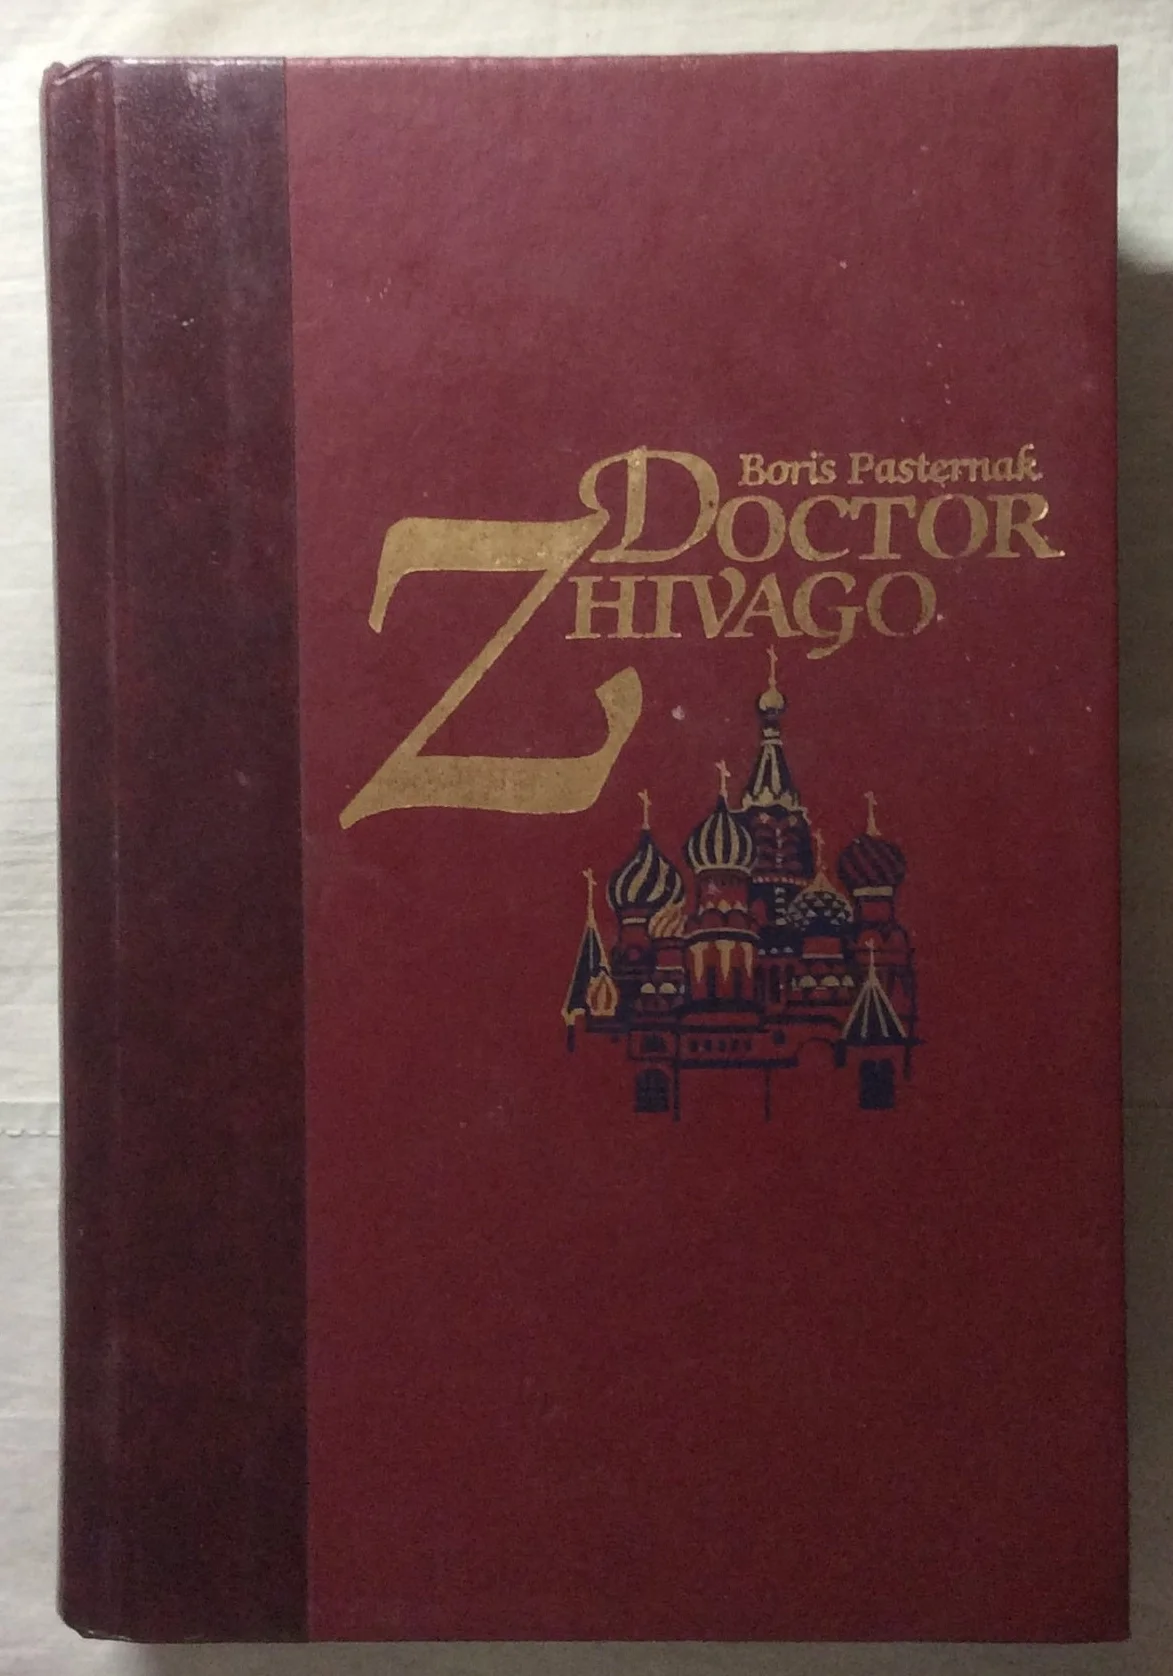 Boris Pasternak
DOCTOR
ZHIVAGO